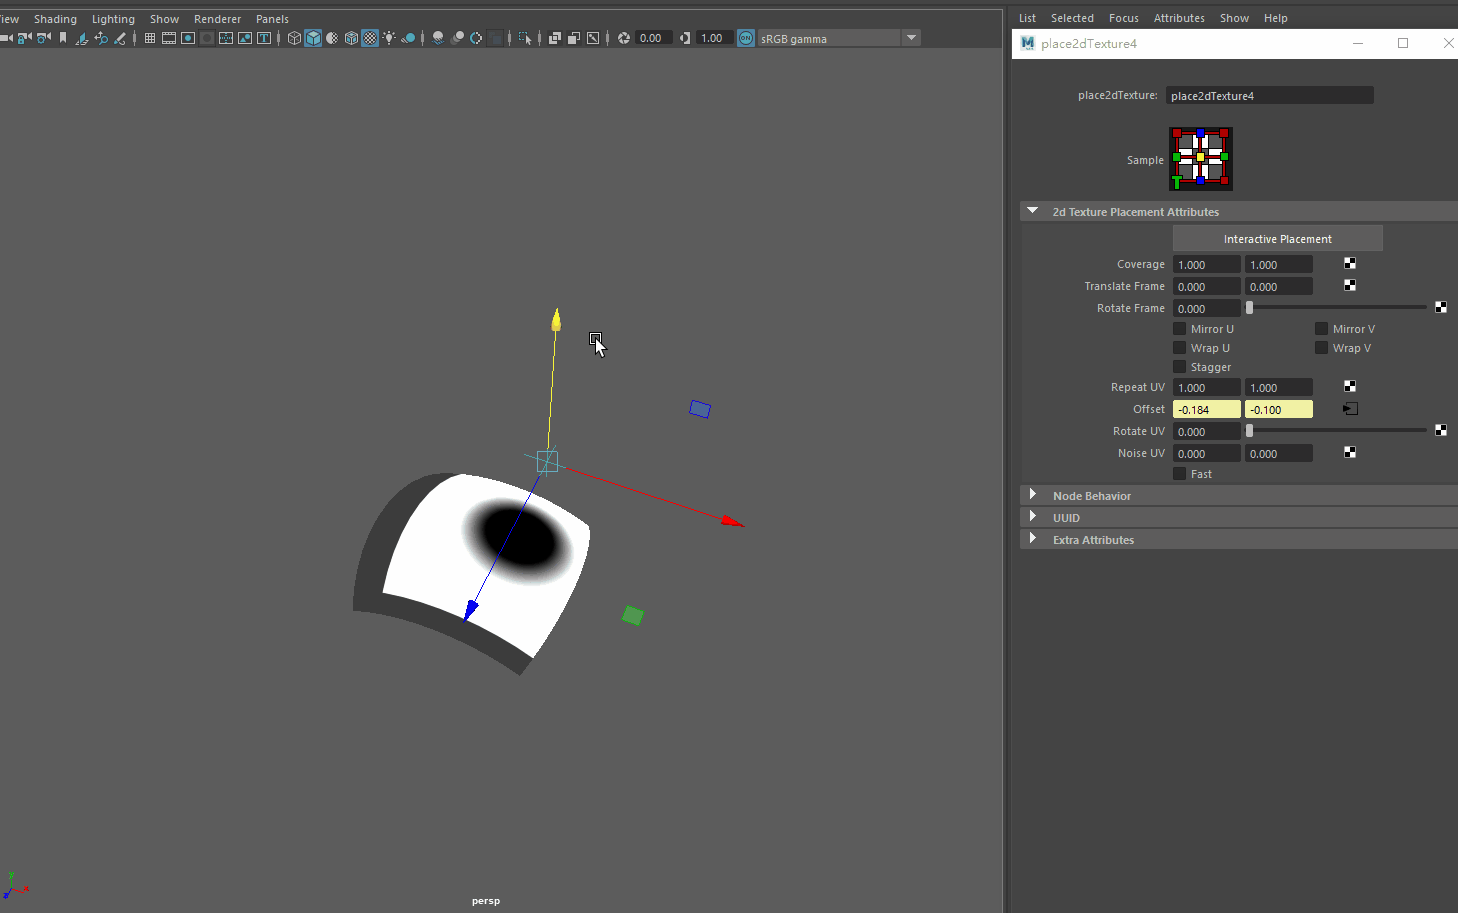 iew Shading Lighting Show Renderer Panels
0.00 1.00 ON sRGB gamma
persp
y
x
z
List Selected Focus Attributes Show Help
M place2dTexture4
place2dTexture: place2dTexture4
Sample
2d Texture Placement Attributes
Interactive Placement
Coverage 1.000 1.000
Translate Frame 0.000 0.000
Rotate Frame 0.000
Mirror U Mirror V
Wrap U Wrap V
Stagger
Repeat UV 1.000 1.000
Offset -0.184 -0.100
Rotate UV 0.000
Noise UV 0.000 0.000
Fast
Node Behavior
UUID
Extra Attributes